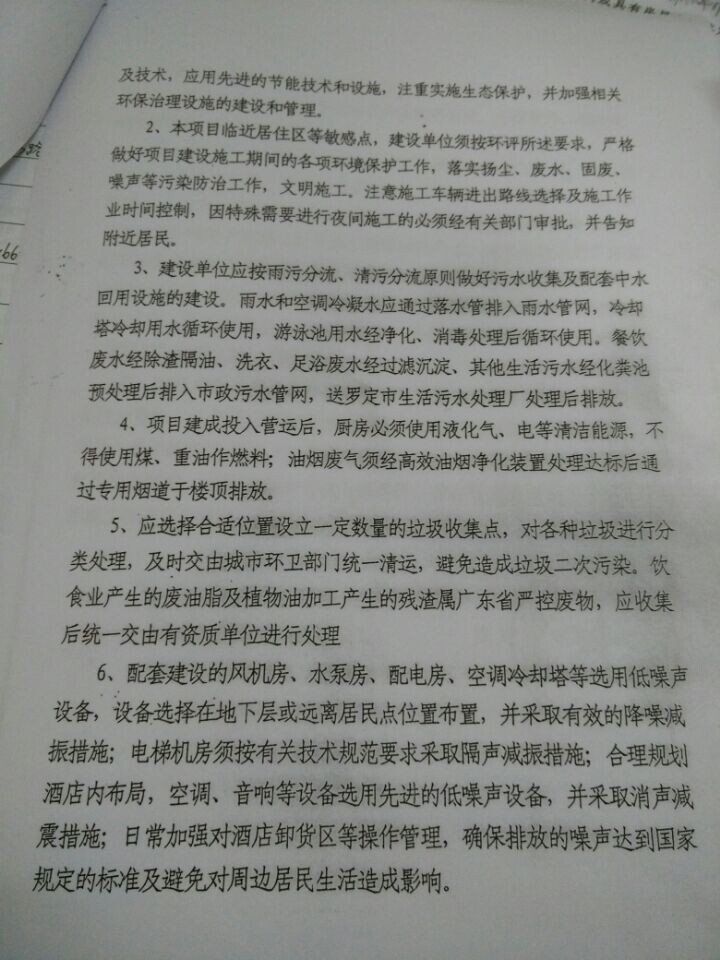 及技术，应用先进的节能技术和设施，注重实施生态保护，并加强相关
环保治理设施的建设和管理。
2、本项目临近居住区等敏感点，建设单位须按环评所述要求，严格
做好项目建设施工期间的各项环境保护工作，落实扬尘、废水、固废、
噪声等污染防治工作，文明施工。注意施工车辆进出路线选择及施工作
业时间控制，因特殊需要进行夜间施工的必须经有关部门审批，并告知
附近居民。
3、建设单位应按雨污分流、清污分流原则做好污水收集及配套中水
回用设施的建设。雨水和空调冷凝水应通过落水管排入雨水管网，冷却
塔冷却用水循环使用，游泳池用水经净化、消毒处理后循环使用。餐饮
废水经除渣隔油、洗衣、足浴废水经过滤沉淀、其他生活污水经化粪池
预处理后排入市政污水管网，送罗定市生活污水处理厂处理后排放。
4、项目建成投入营运后，厨房必须使用液化气、电等清洁能源，不
得使用煤、重油作燃料；油烟废气须经高效油烟净化装置处理达标后通
过专用烟道于楼顶排放。
5、应选择合适位置设立一定数量的垃圾收集点，对各种垃圾进行分
类处理，及时交由城市环卫部门统一清运，避免造成垃圾二次污染。饮
食业产生的废油脂及植物油加工产生的残渣属广东省严控废物，应收集
后统一交由有资质单位进行处理
6、配套建设的风机房、水泵房、配电房、空调冷却塔等选用低噪声
设备，设备选择在地下层或远离居民点位置布置，并采取有效的降噪减
振措施；电梯机房须按有关技术规范要求采取隔声减振措施；合理规划
酒店内布局，空调、音响等设备选用先进的低噪声设备，并采取消声减
震措施；日常加强对酒店卸货区等操作管理，确保排放的噪声达到国家
规定的标准及避免对周边居民生活造成影响。
66